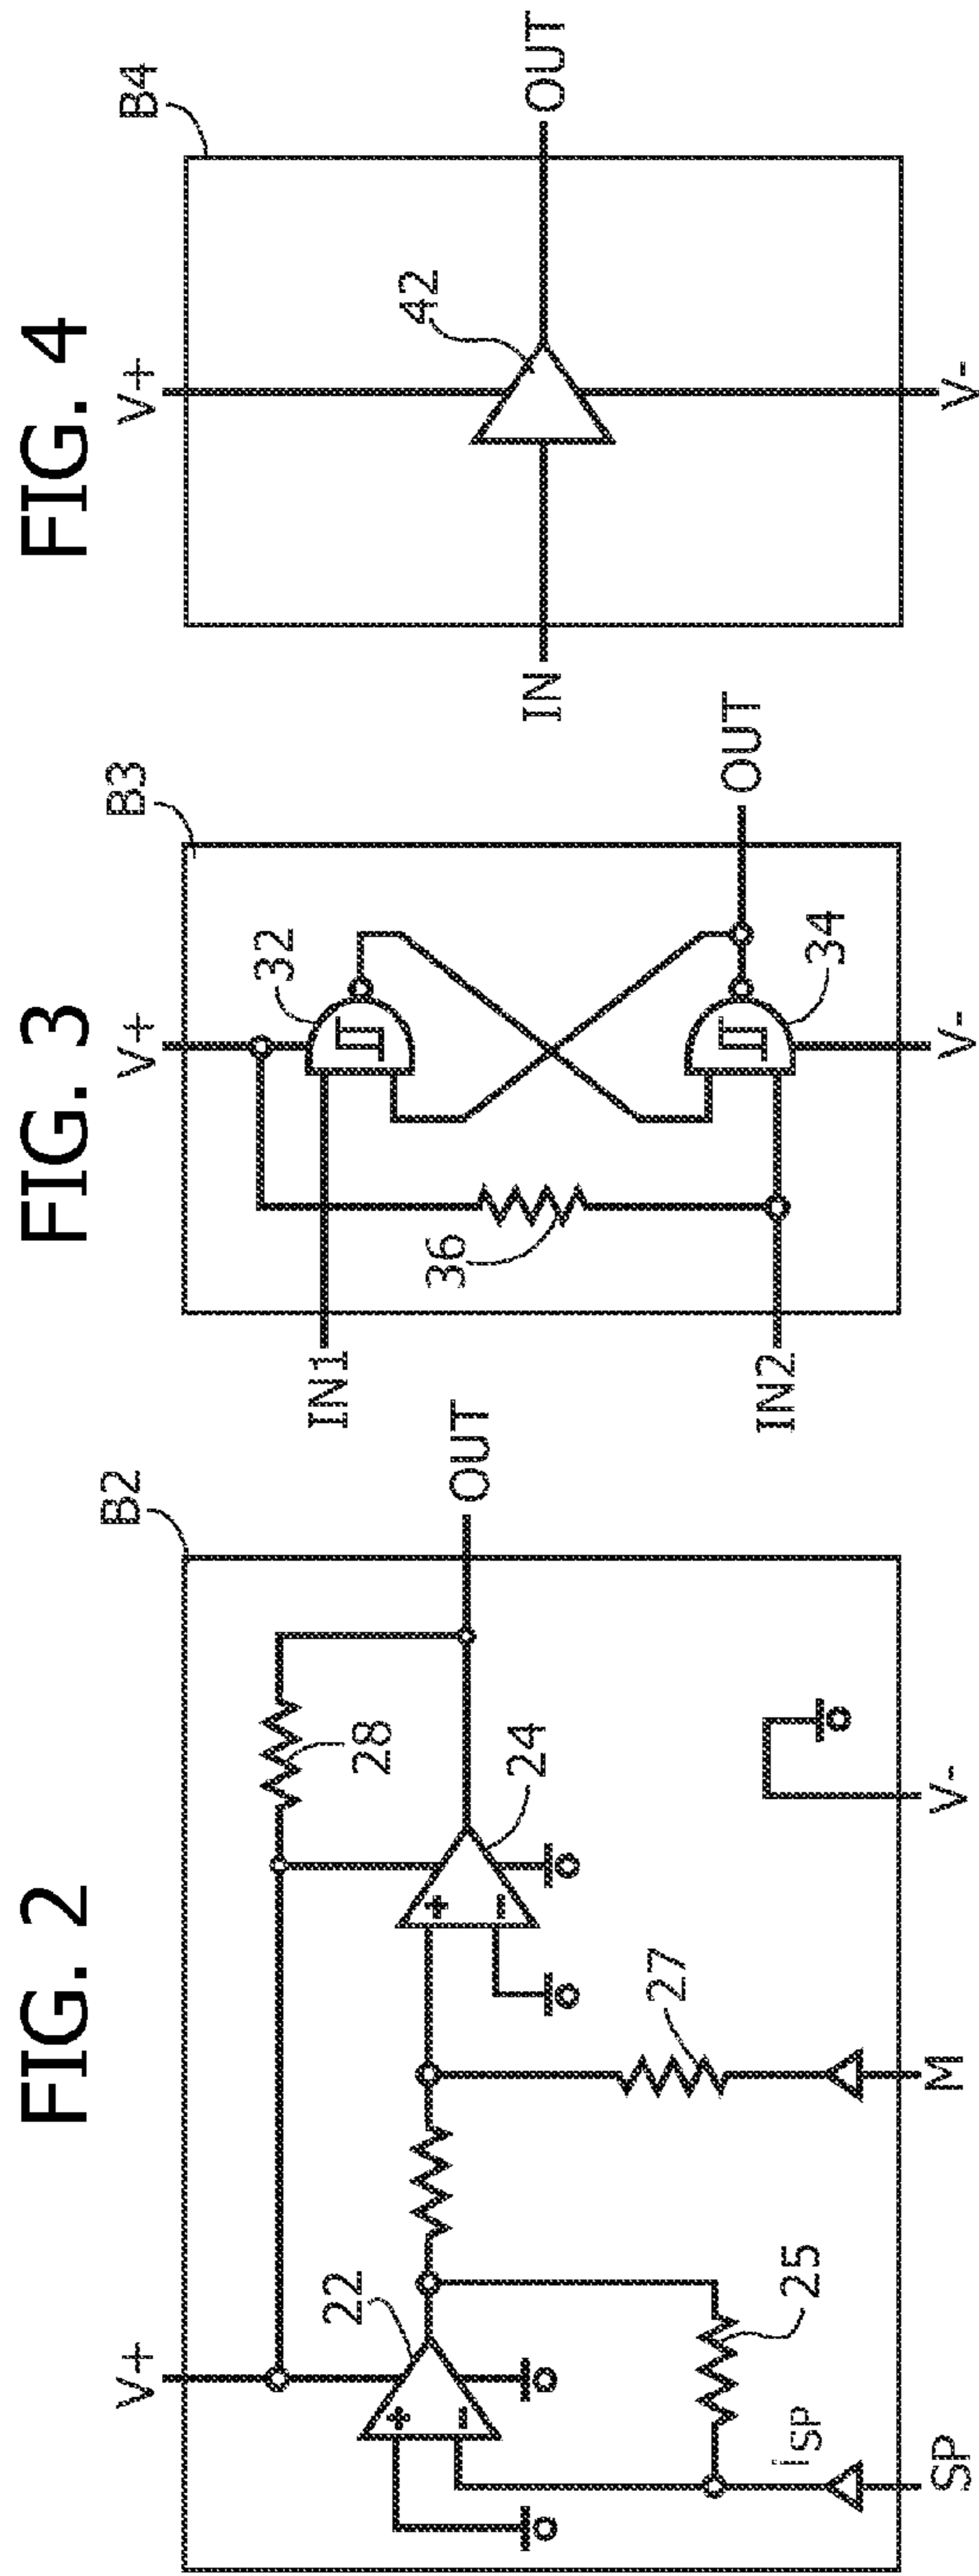 FIG. 2
B2
V+
28
OUT
22
24
27
25
iSP
SP
M
V-
FIG. 3
B3
V+
32
IN1
36
OUT
34
IN2
V-
FIG. 4
B4
V+
42
IN
OUT
V-